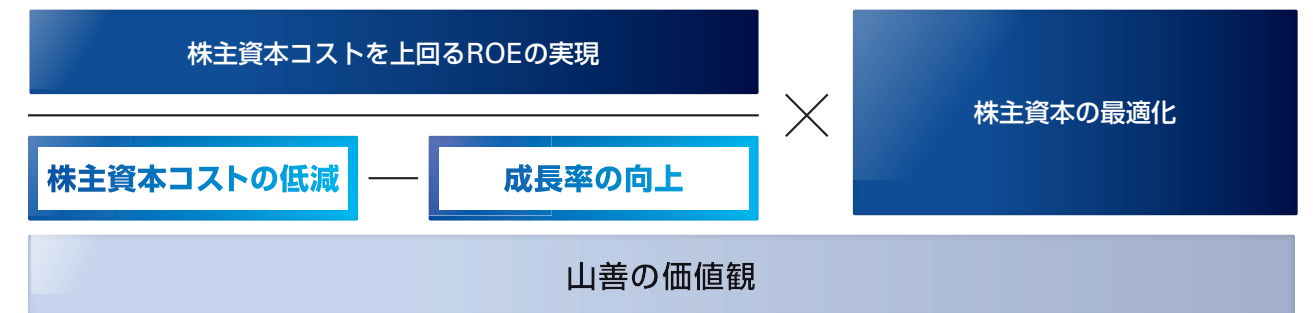 株主資本コストを上回るROEの実現
株主資本の最適化
株主資本コストの低減
成長率の向上
山善の価値観